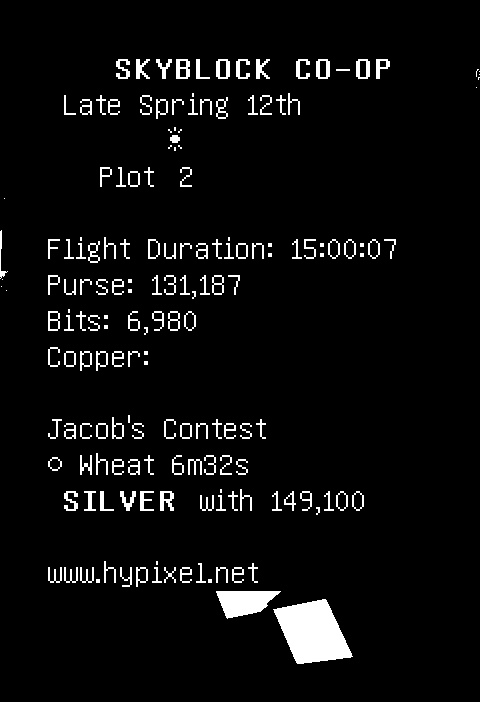 SKYBLOCK CO-OP
Late Spring 12th
☀
Plot 2
Flight Duration: 15:00:07
Purse: 131,187
Bits: 6,980
Copper:
Jacob's Contest
○ Wheat 6m32s
SILVER with 149,100
www.hypixel.net